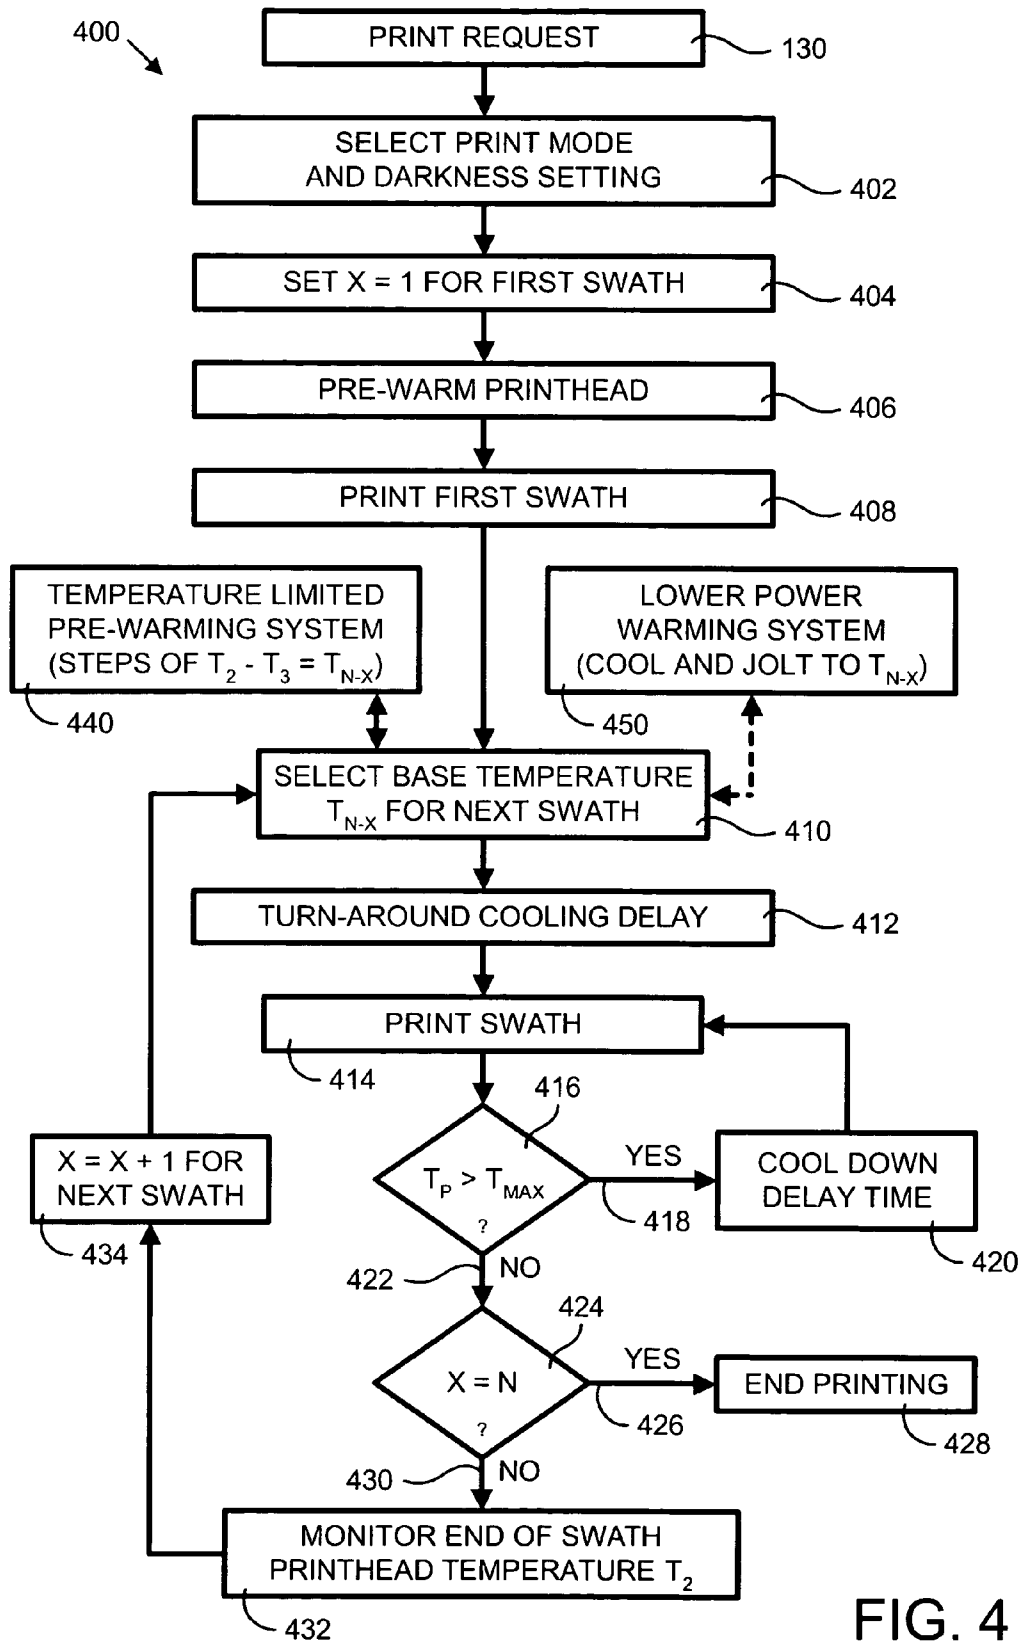 400
PRINT REQUEST
130
SELECT PRINT MODE
AND DARKNESS SETTING
402
SET X = 1 FOR FIRST SWATH
404
PRE-WARM PRINTHEAD
406
PRINT FIRST SWATH
408
TEMPERATURE LIMITED
PRE-WARMING SYSTEM
(STEPS OF T2 - T3 = TN-X)
440
LOWER POWER
WARMING SYSTEM
(COOL AND JOLT TO TN-X)
450
SELECT BASE TEMPERATURE
TN-X FOR NEXT SWATH
410
TURN-AROUND COOLING DELAY
412
PRINT SWATH
414
416
TP > TMAX
?
YES
418
COOL DOWN
DELAY TIME
420
X = X + 1 FOR
NEXT SWATH
434
422
NO
424
X = N
?
YES
426
END PRINTING
428
430
NO
MONITOR END OF SWATH
PRINTHEAD TEMPERATURE T2
432
FIG. 4